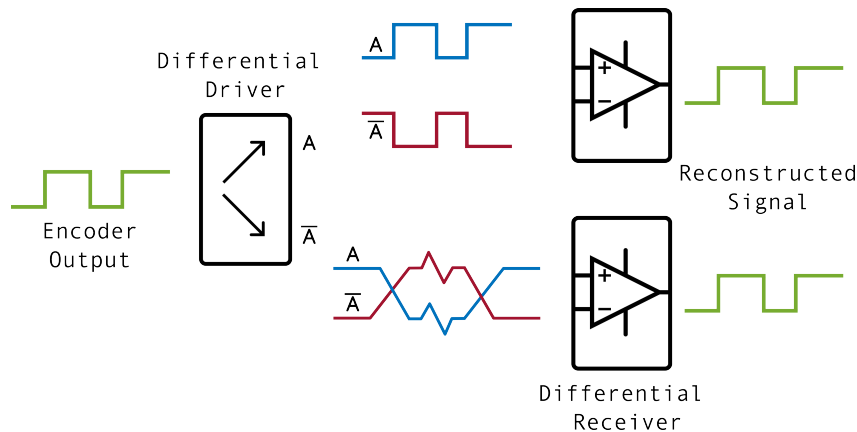 Differential
Driver
A
A̅
A
A̅
+
−
Reconstructed
Signal
Encoder
Output
A
A̅
+
−
Differential
Receiver